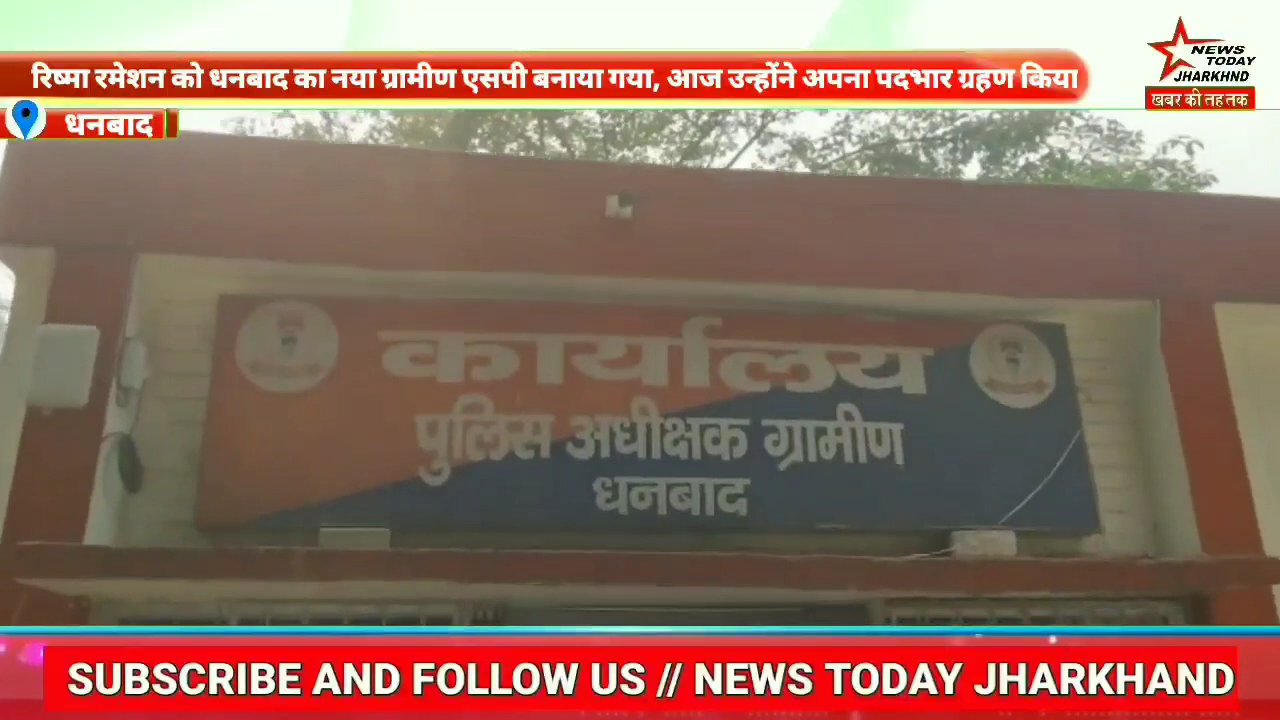 रिष्मा रमेशन को धनबाद का नया ग्रामीण एसपी बनाया गया, आज उन्होंने अपना पदभार ग्रहण किया
NEWS
TODAY
JHARKHND
खबर की तह तक
धनबाद
कार्यालय
पुलिस अधीक्षक ग्रामीण
धनबाद
SUBSCRIBE AND FOLLOW US // NEWS TODAY JHARKHAND